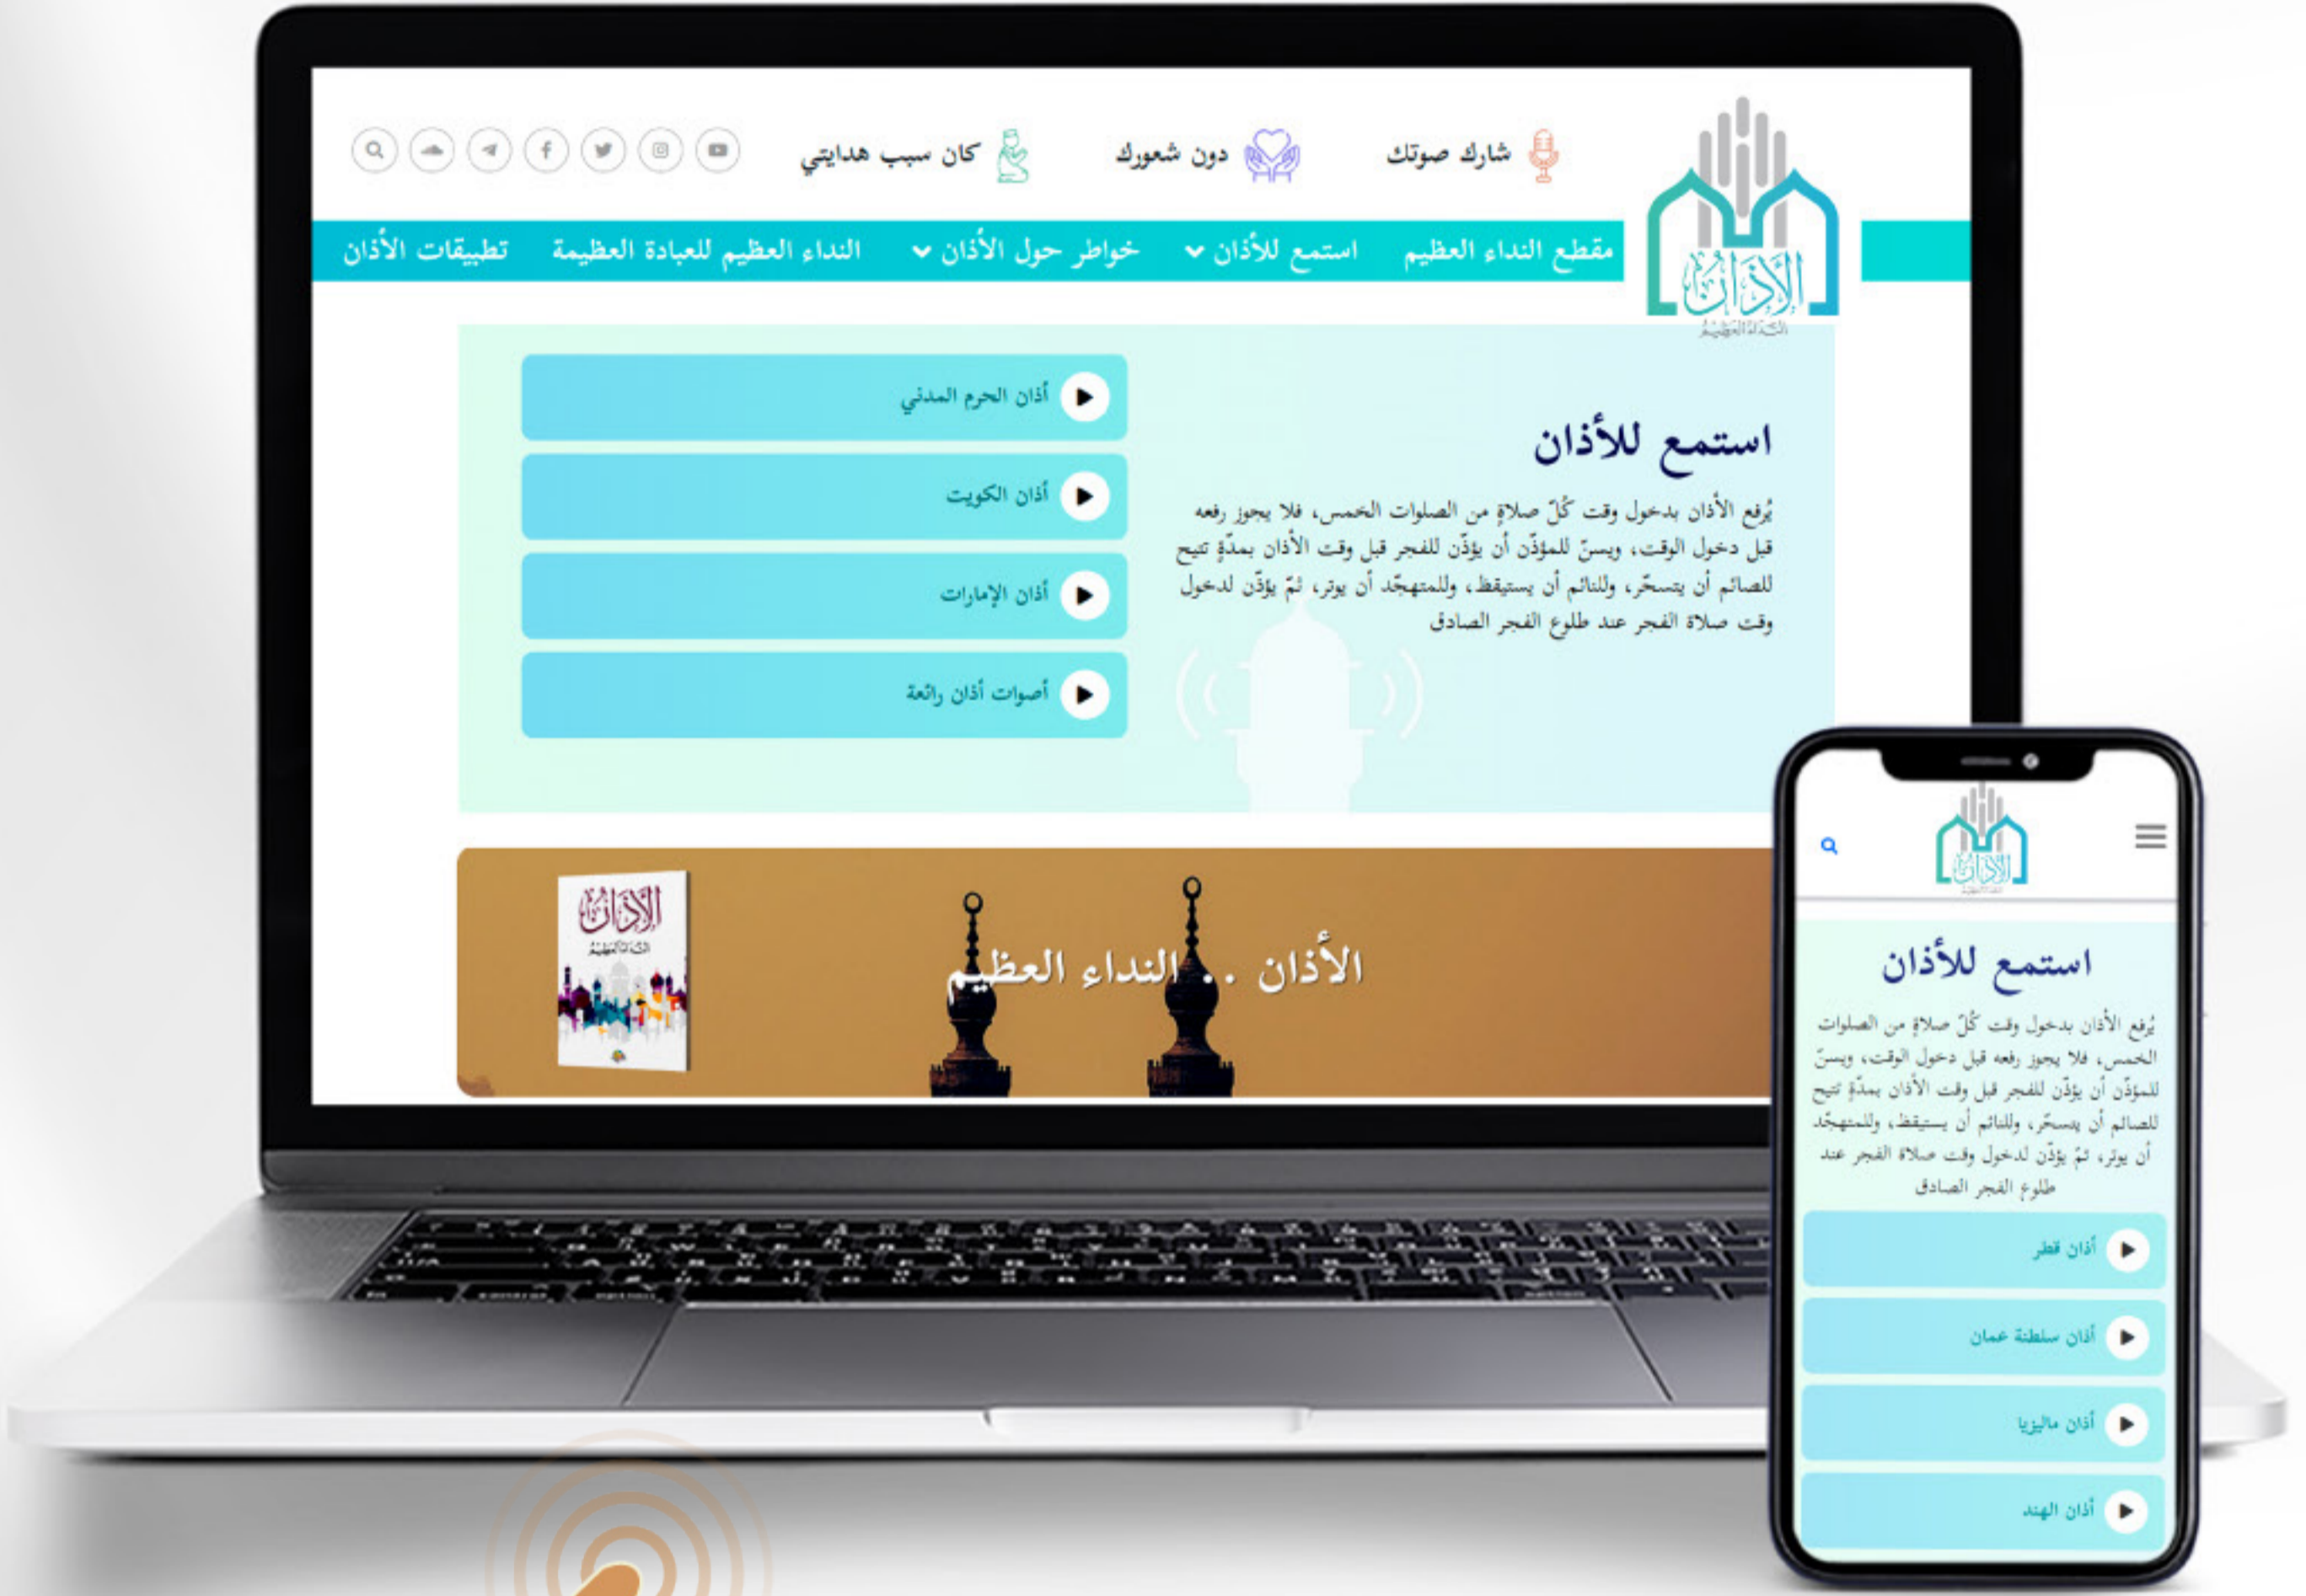 شارك صوتك
دون شعورك
كان سبب هدايتي
الأذان
النداء العظيم
مقطع النداء العظيم
استمع للأذان
خواطر حول الأذان
النداء العظيم للعبادة العظيمة
تطبيقات الأذان
استمع للأذان
يُرفع الأذان بدخول وقت كُلّ صلاةٍ من الصلوات الخمس، فلا يجوز رفعه
قبل دخول الوقت، ويسنّ للمؤذّن أن يؤذّن للفجر قبل وقت الأذان بمدّةٍ تتيح
للصائم أن يتسحّر، وللنائم أن يستيقظ، وللمتهجّد أن يوتر، ثمّ يؤذّن لدخول
وقت صلاة الفجر عند طلوع الفجر الصادق
أذان الحرم المدني
أذان الكويت
أذان الإمارات
أصوات أذان رائعة
الأذان .. النداء العظيم
الأذان
النداء العظيم
الأذان
استمع للأذان
يُرفع الأذان بدخول وقت كُلّ صلاةٍ من الصلوات
الخمس، فلا يجوز رفعه قبل دخول الوقت، ويسنّ
للمؤذّن أن يؤذّن للفجر قبل وقت الأذان بمدّةٍ تتيح
للصائم أن يتسحّر، وللنائم أن يستيقظ، وللمتهجّد
أن يوتر، ثمّ يؤذّن لدخول وقت صلاة الفجر عند
طلوع الفجر الصادق
أذان قطر
أذان سلطنة عمان
أذان ماليزيا
أذان الهند